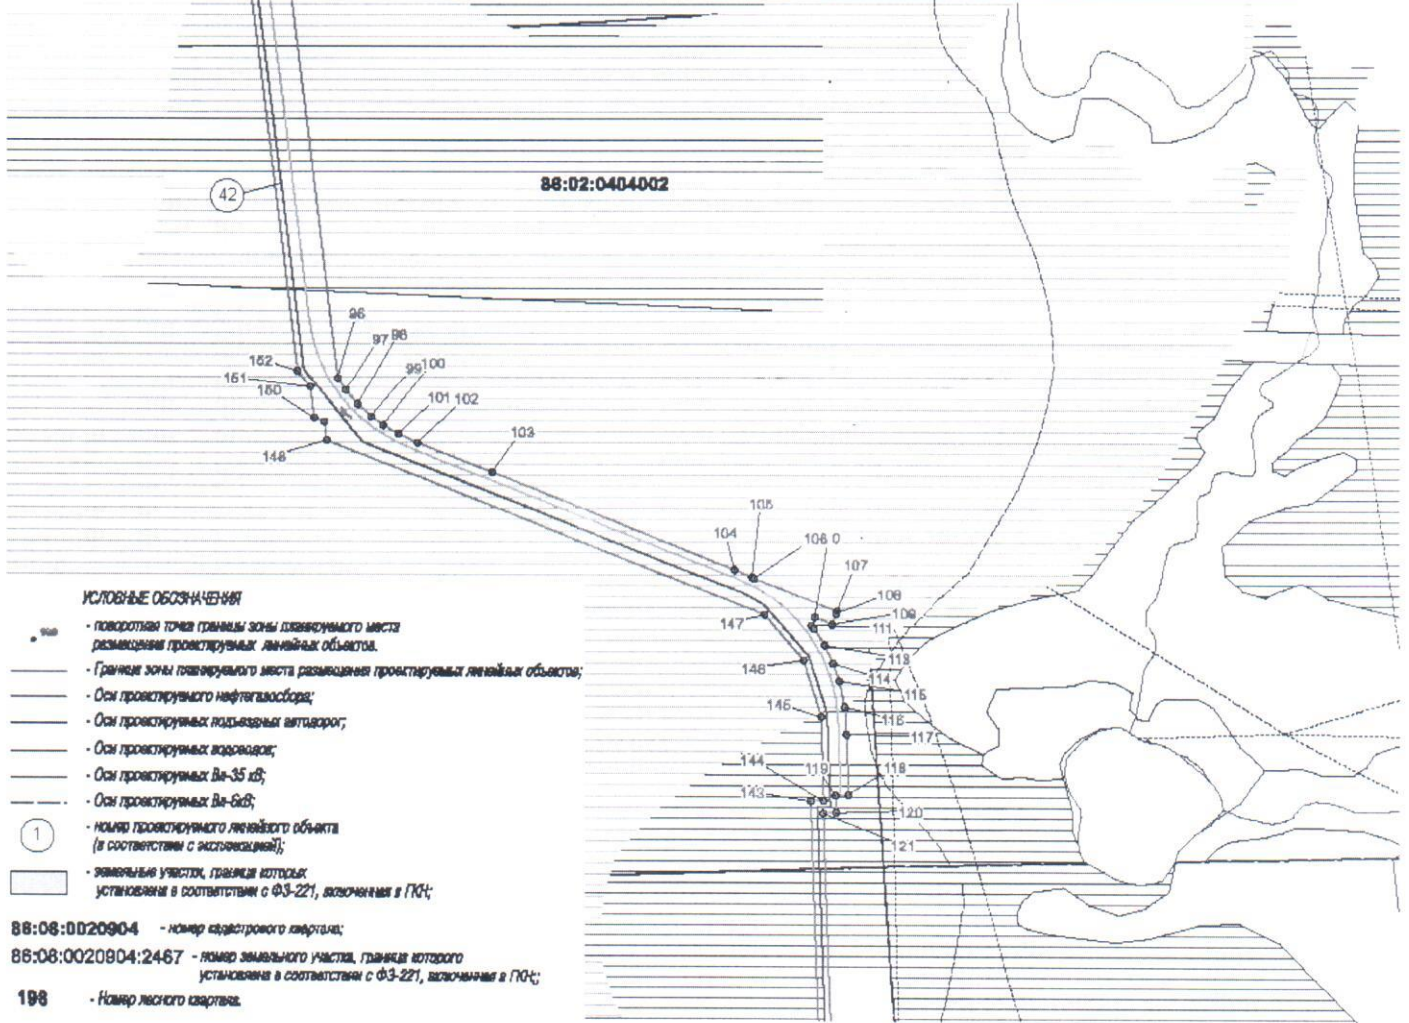 86:02:0404002
42
96
97 98
99 100
101 102
103
152
151
150
148
104
105
106 0
107
108
109
111
113
114
115
116
117
118
119
120
121
147
146
145
144
143
УСЛОВНЫЕ ОБОЗНАЧЕНИЯ
- поворотная точка границы зоны планируемого места
размещения проектируемых линейных объектов.
- Граница зоны планируемого места размещения проектируемых линейных объектов;
- Оси проектируемого нефтегазосбора;
- Оси проектируемых подъездных автодорог;
- Оси проектируемых водоводов;
- Оси проектируемых Вл-35 кВ;
- Оси проектируемых Вл-6кВ;
1
- номер проектируемого линейного объекта
(в соответствии с экспликацией);
- земельные участки, граница которых
установлена в соответствии с ФЗ-221, включенная в ГКН;
86:08:0020904 - номер кадастрового квартала;
86:08:0020904:2467 - номер земельного участка, граница которого
установлена в соответствии с ФЗ-221, включенная в ГКН;;
198 - Номер лесного квартала.